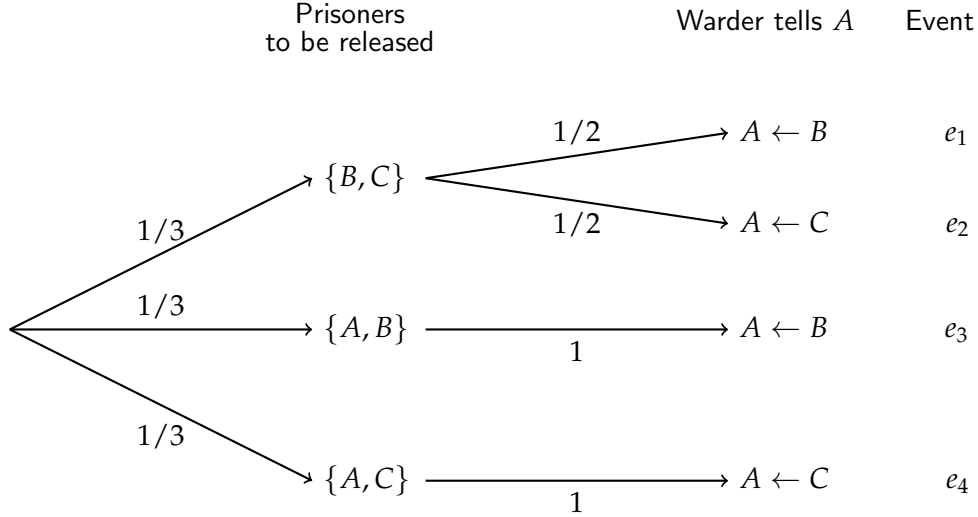 Prisoners
to be released
Warder tells A
Event
1/2
A ← B
e₁
{B, C}
1/2
A ← C
e₂
1/3
1/3
{A, B}
1
A ← B
e₃
1/3
{A, C}
1
A ← C
e₄